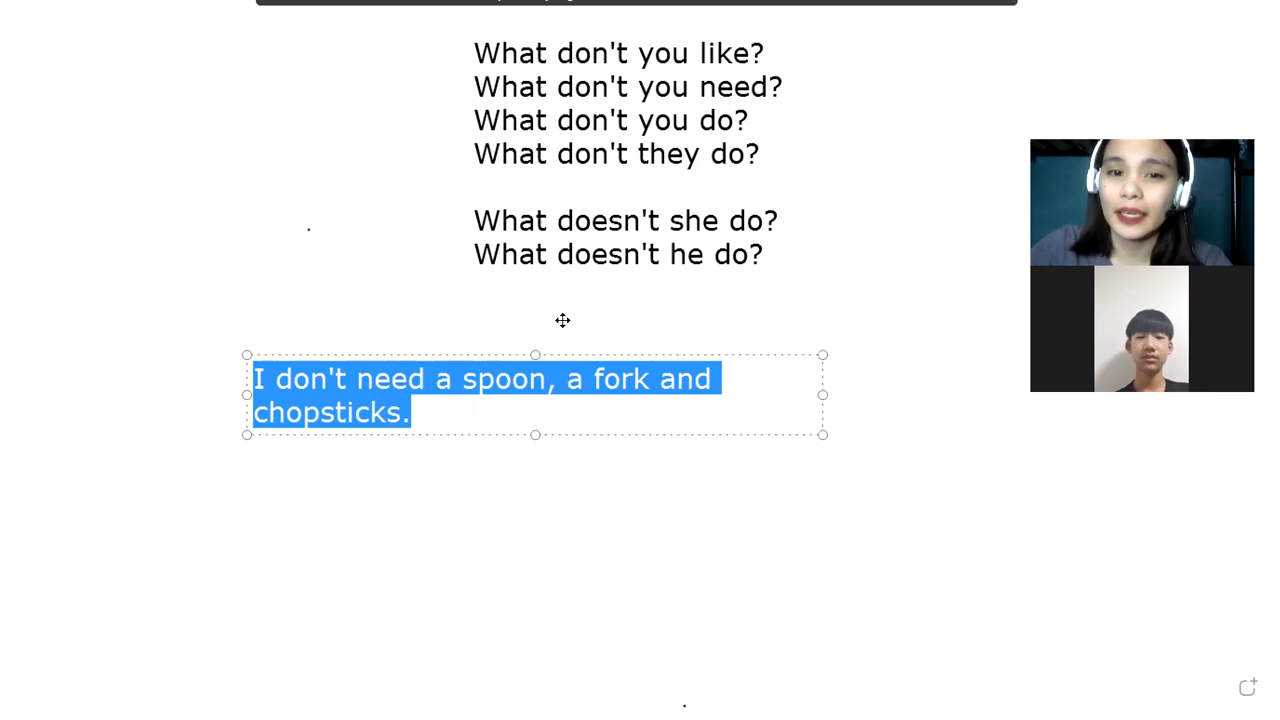 What don't you like?
What don't you need?
What don't you do?
What don't they do?
What doesn't she do?
What doesn't he do?
I don't need a spoon, a fork and
chopsticks.